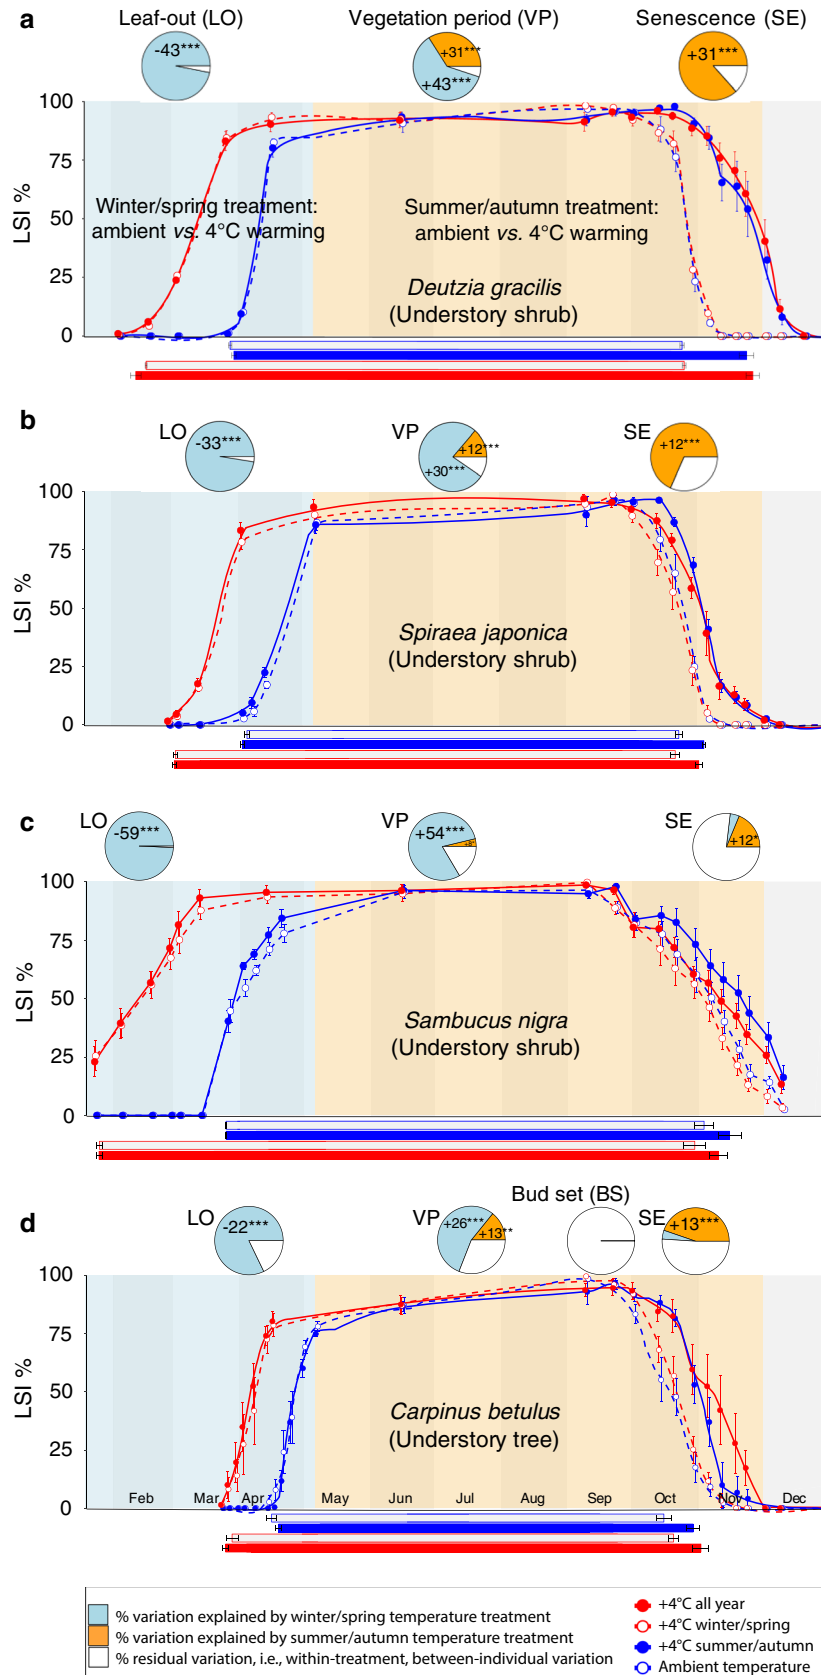 a
Leaf-out (LO)
Vegetation period (VP)
Senescence (SE)
-43***
+31***
+43***
+31***
100
75
50
25
0
LSI %
Winter/spring treatment:
ambient vs. 4°C warming
Summer/autumn treatment:
ambient vs. 4°C warming
Deutzia gracilis
(Understory shrub)
b
LO
VP
SE
-33***
+12***
+30***
+12***
100
75
50
25
0
LSI %
Spiraea japonica
(Understory shrub)
c
LO
VP
SE
-59***
+54***
+12*
100
75
50
25
0
LSI %
Sambucus nigra
(Understory shrub)
d
LO
VP
Bud set (BS)
SE
-22***
+26***
+13**
+13***
100
75
50
25
0
LSI %
Carpinus betulus
(Understory tree)
Feb Mar Apr May Jun Jul Aug Sep Oct Nov Dec
% variation explained by winter/spring temperature treatment
% variation explained by summer/autumn temperature treatment
% residual variation, i.e., within-treatment, between-individual variation
+4°C all year
+4°C winter/spring
+4°C summer/autumn
Ambient temperature